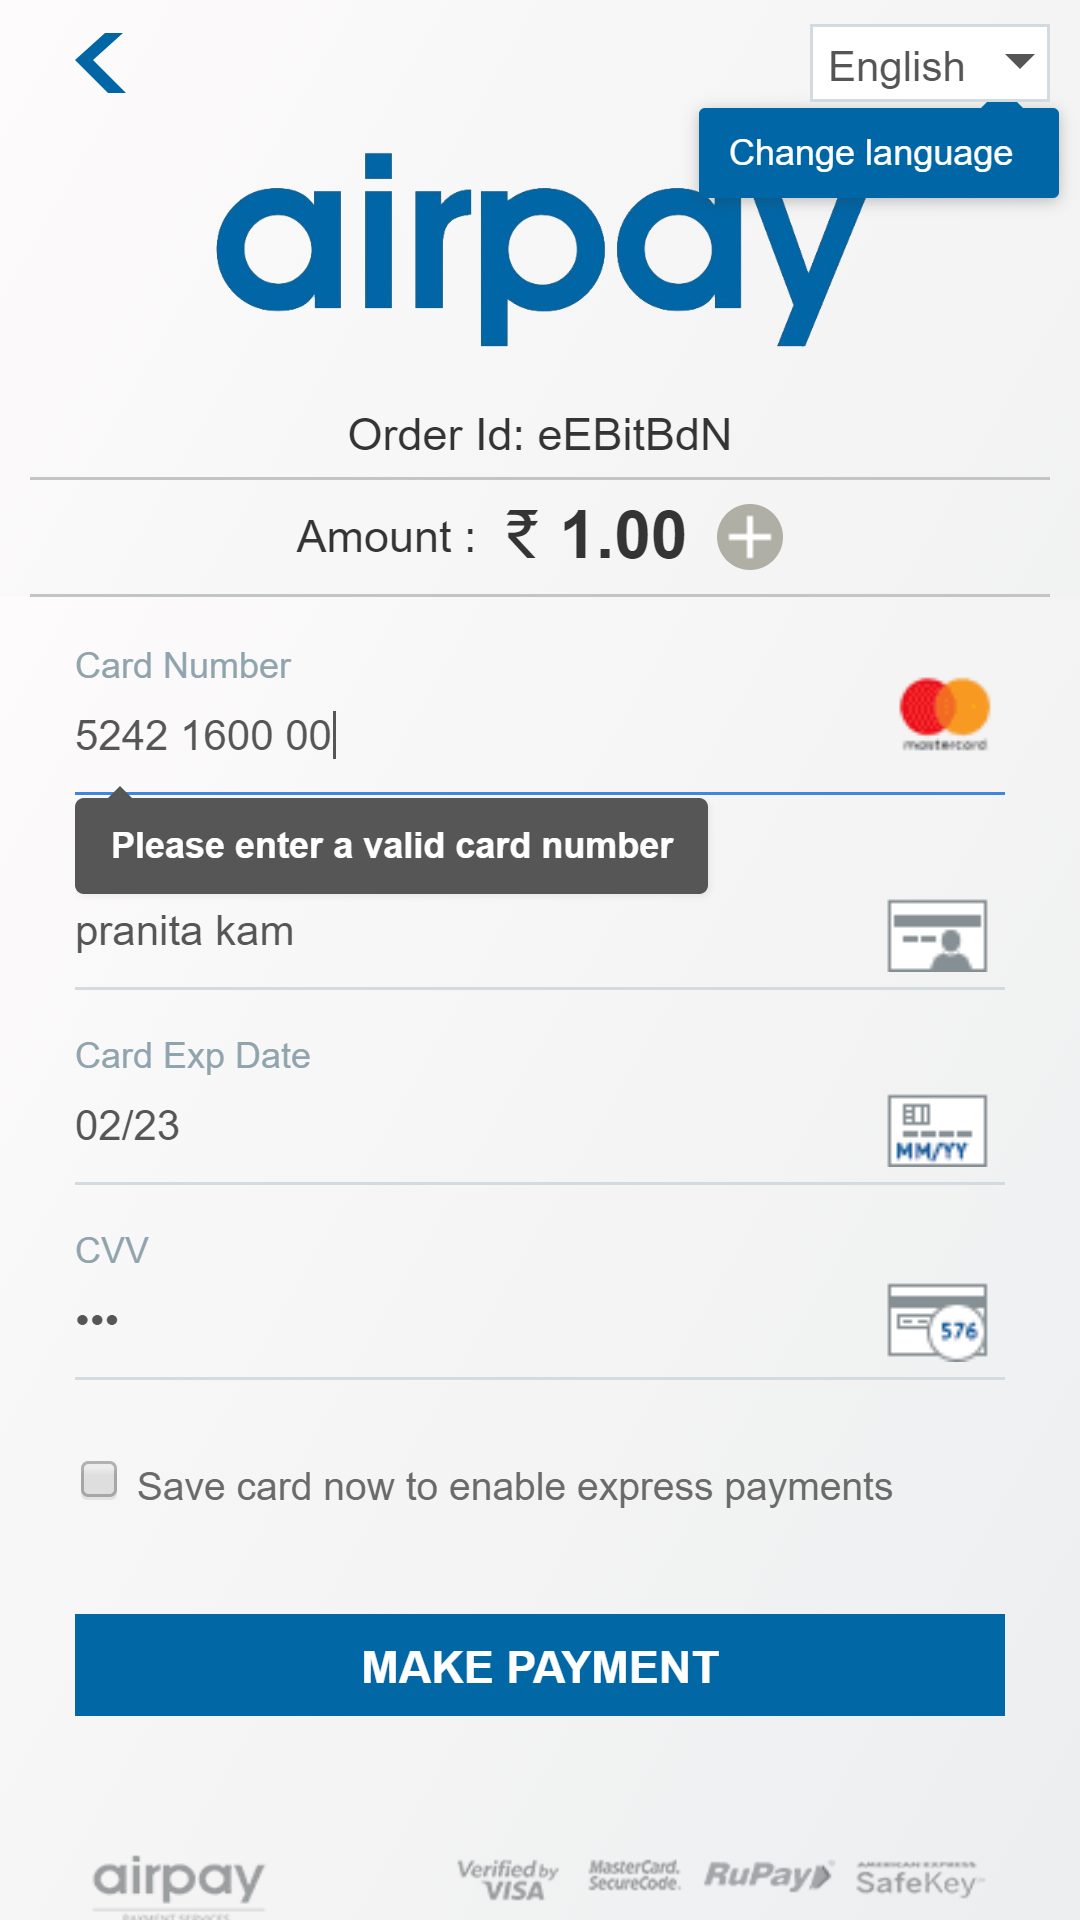 English
Change language
airpay
Order Id: eEBitBdN
Amount : ₹ 1.00
Card Number
5242 1600 00
mastercard
Please enter a valid card number
pranita kam
Card Exp Date
02/23
MM/YY
CVV
•••
576
Save card now to enable express payments
MAKE PAYMENT
airpay
PAYMENT SERVICES
Verified by
VISA
MasterCard.
SecureCode.
RuPay
AMERICAN EXPRESS
SafeKey